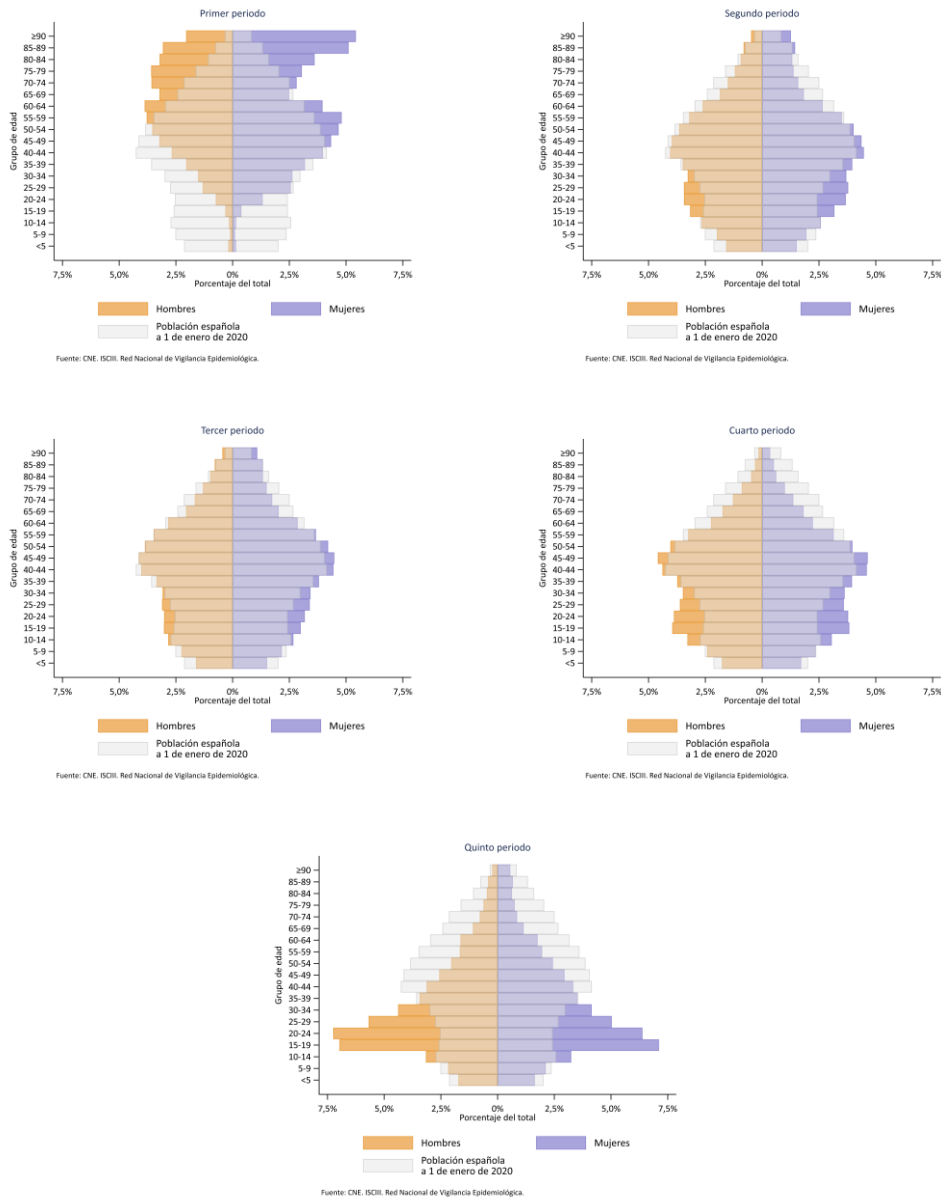 Primer periodo
Grupo de edad
≥90
85-89
80-84
75-79
70-74
65-69
60-64
55-59
50-54
45-49
40-44
35-39
30-34
25-29
20-24
15-19
10-14
5-9
<5
7,5% 5,0% 2,5% 0% 2,5% 5,0% 7,5%
Porcentaje del total
Hombres Mujeres
Población española
a 1 de enero de 2020
Fuente: CNE. ISCIII. Red Nacional de Vigilancia Epidemiológica.
Segundo periodo
Grupo de edad
≥90
85-89
80-84
75-79
70-74
65-69
60-64
55-59
50-54
45-49
40-44
35-39
30-34
25-29
20-24
15-19
10-14
5-9
<5
7,5% 5,0% 2,5% 0% 2,5% 5,0% 7,5%
Porcentaje del total
Hombres Mujeres
Población española
a 1 de enero de 2020
Fuente: CNE. ISCIII. Red Nacional de Vigilancia Epidemiológica.
Tercer periodo
Grupo de edad
≥90
85-89
80-84
75-79
70-74
65-69
60-64
55-59
50-54
45-49
40-44
35-39
30-34
25-29
20-24
15-19
10-14
5-9
<5
7,5% 5,0% 2,5% 0% 2,5% 5,0% 7,5%
Porcentaje del total
Hombres Mujeres
Población española
a 1 de enero de 2020
Fuente: CNE. ISCIII. Red Nacional de Vigilancia Epidemiológica.
Cuarto periodo
Grupo de edad
≥90
85-89
80-84
75-79
70-74
65-69
60-64
55-59
50-54
45-49
40-44
35-39
30-34
25-29
20-24
15-19
10-14
5-9
<5
7,5% 5,0% 2,5% 0% 2,5% 5,0% 7,5%
Porcentaje del total
Hombres Mujeres
Población española
a 1 de enero de 2020
Fuente: CNE. ISCIII. Red Nacional de Vigilancia Epidemiológica.
Quinto periodo
Grupo de edad
≥90
85-89
80-84
75-79
70-74
65-69
60-64
55-59
50-54
45-49
40-44
35-39
30-34
25-29
20-24
15-19
10-14
5-9
<5
7,5% 5,0% 2,5% 0% 2,5% 5,0% 7,5%
Porcentaje del total
Hombres Mujeres
Población española
a 1 de enero de 2020
Fuente: CNE. ISCIII. Red Nacional de Vigilancia Epidemiológica.